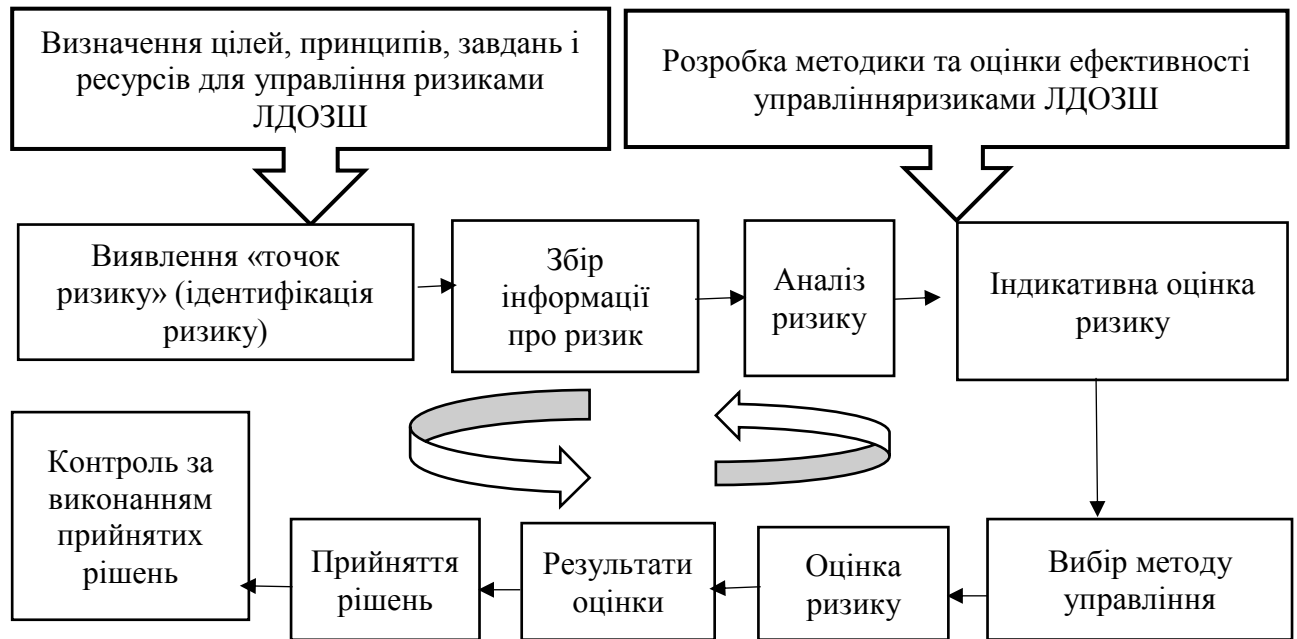 Визначення цілей, принципів, завдань і
ресурсів для управління ризиками
ЛДОЗШ
Розробка методики та оцінки ефективності
управлінняризиками ЛДОЗШ
Виявлення «точок
ризику» (ідентифікація
ризику)
Збір
інформації
про ризик
Аналіз
ризику
Індикативна оцінка
ризику
Контроль за
виконанням
прийнятих
рішень
Прийняття
рішень
Результати
оцінки
Оцінка
ризику
Вибір методу
управління